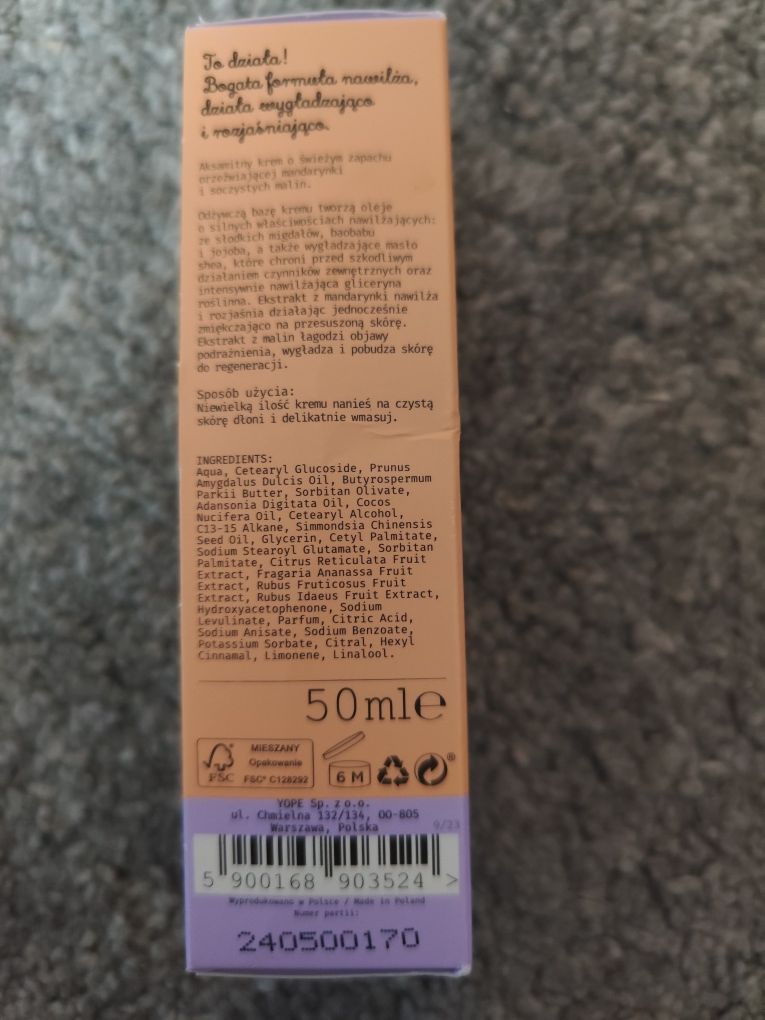 To działa!
Bogata formuła nawilża,
działa wygładzająco
i rozjaśniająco.
Aksamitny krem o świeżym zapachu
orzeźwiającej mandarynki
i soczystych malin.
Odżywczą bazę kremu tworzą oleje
o silnych właściwościach nawilżających:
ze słodkich migdałów, baobabu
i jojoba, a także wygładzające masło
shea, które chroni przed szkodliwym
działaniem czynników zewnętrznych oraz
intensywnie nawilżająca gliceryna
roślinna. Ekstrakt z mandarynki nawilża
i rozjaśnia działając jednocześnie
zmiękczająco na przesuszoną skórę.
Ekstrakt z malin łagodzi objawy
podrażnienia, wygładza i pobudza skórę
do regeneracji.
Sposób użycia:
Niewielką ilość kremu nanieś na czystą
skórę dłoni i delikatnie wmasuj.
INGREDIENTS:
Aqua, Cetearyl Glucoside, Prunus
Amygdalus Dulcis Oil, Butyrospermum
Parkii Butter, Sorbitan Olivate,
Adansonia Digitata Oil, Cocos
Nucifera Oil, Cetearyl Alcohol,
C13-15 Alkane, Simmondsia Chinensis
Seed Oil, Glycerin, Cetyl Palmitate,
Sodium Stearoyl Glutamate, Sorbitan
Palmitate, Citrus Reticulata Fruit
Extract, Fragaria Ananassa Fruit
Extract, Rubus Fruticosus Fruit
Extract, Rubus Idaeus Fruit Extract,
Hydroxyacetophenone, Sodium
Levulinate, Parfum, Citric Acid,
Sodium Anisate, Sodium Benzoate,
Potassium Sorbate, Citral, Hexyl
Cinnamal, Limonene, Linalool.
50ml℮
MIESZANY
Opakowanie
FSC FSC® C128292
6 M
®
YOPE Sp. z o.o.
ul. Chmielna 132/134, 00-805
Warszawa, Polska
9/23
5 900168 903524 >
Wyprodukowano w Polsce / Made in Poland
Numer partii:
240500170